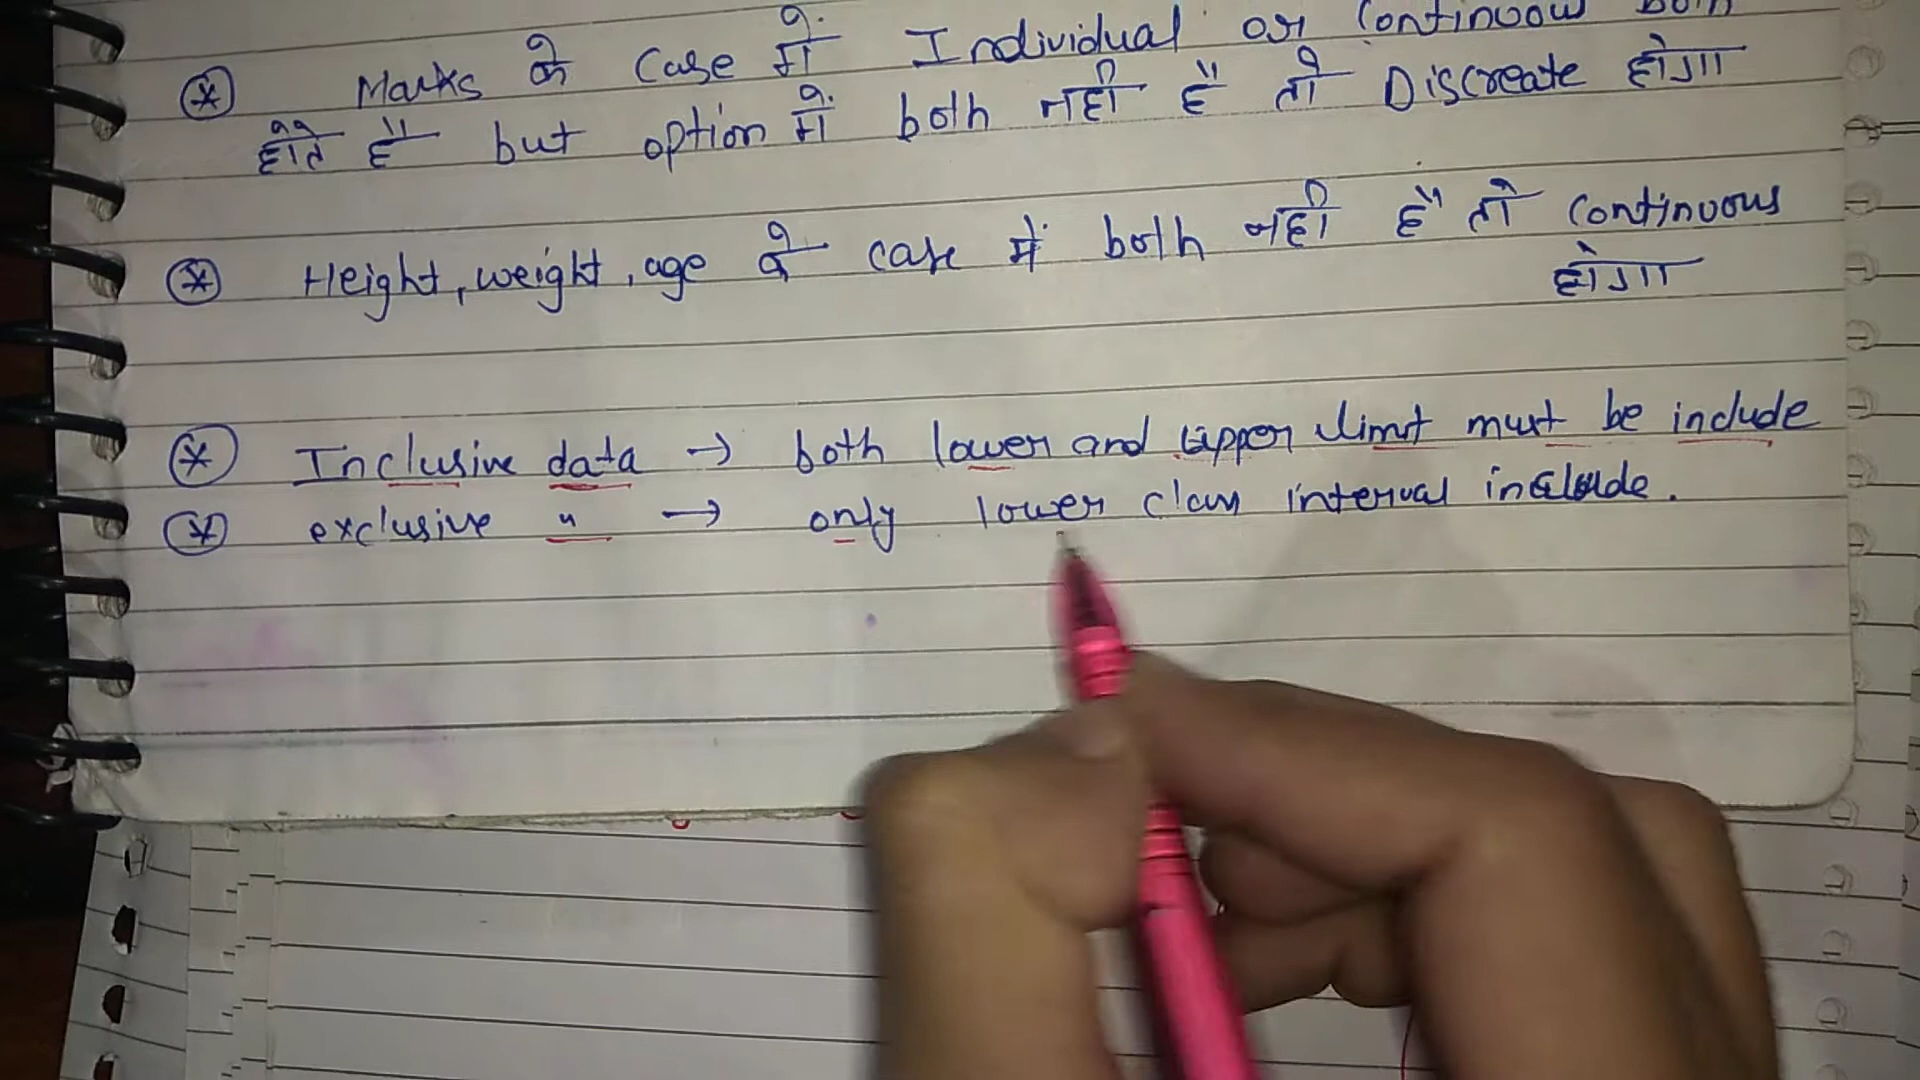 * Marks के Case में Individual or Continuow both
होते हैं but option में both नहीं हैं तो Discreate होगा
* Height, weight, age के case में both नहीं हैं तो continuous
होगा
* Inclusive data → both lower and upper limit must be include
* exclusive " → only lower class interval include.